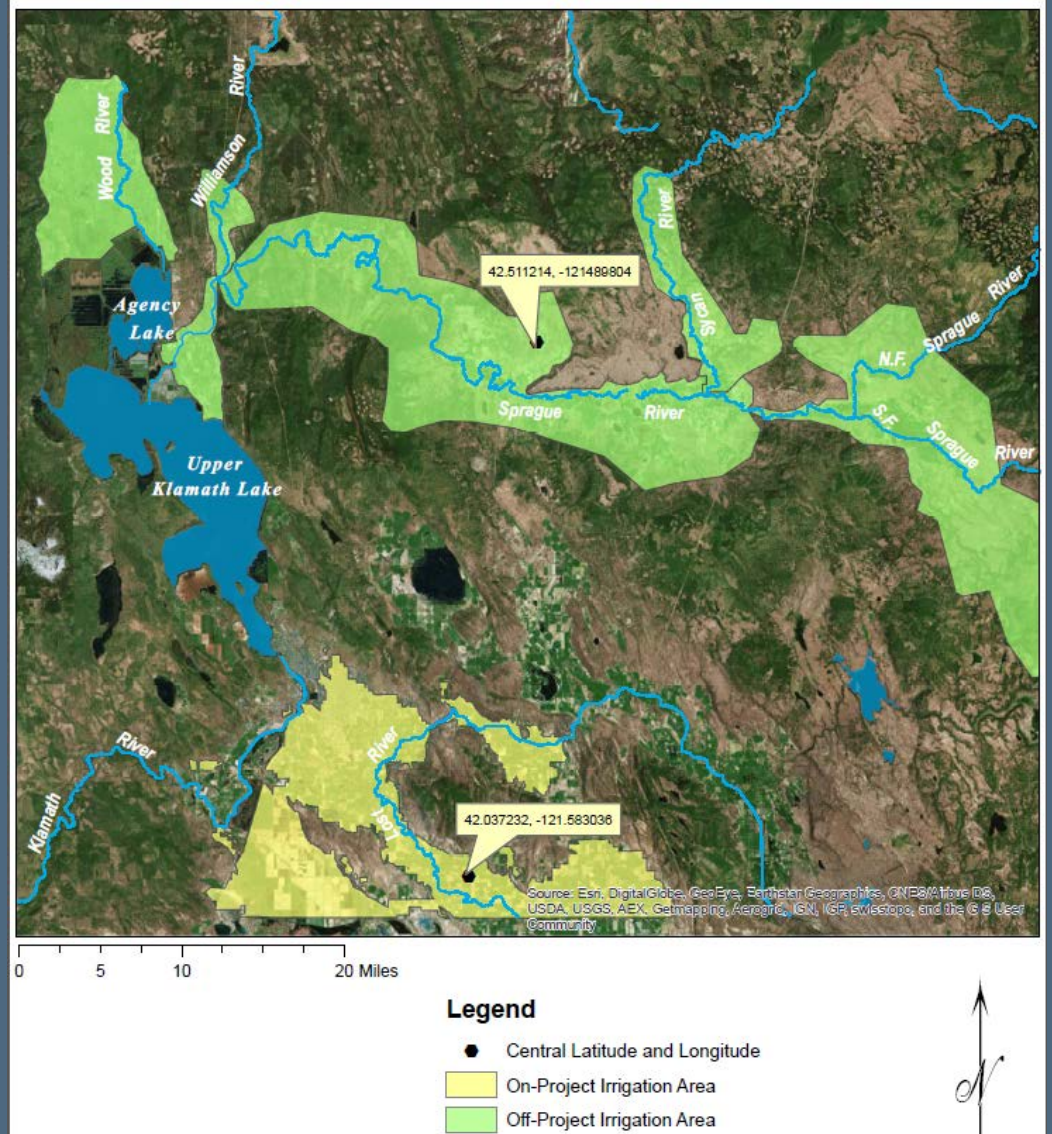 River
Wood
River
Williamson
River
River
Sprague
N.F.
Sycan
42.511214, -121489804
Agency
Lake
Sprague
River
S.F.
Sprague
River
Upper
Klamath Lake
River
Klamath
River
Lost
42.037232, -121.583036
Source: Esri, DigitalGlobe, GeoEye, Earthstar Geographics, CNES/Airbus DS,
USDA, USGS, AEX, Getmapping, Aerogrid, IGN, IGP, swisstopo, and the GIS User
Community
0 5 10 20 Miles
Legend
Central Latitude and Longitude
On-Project Irrigation Area
Off-Project Irrigation Area
N